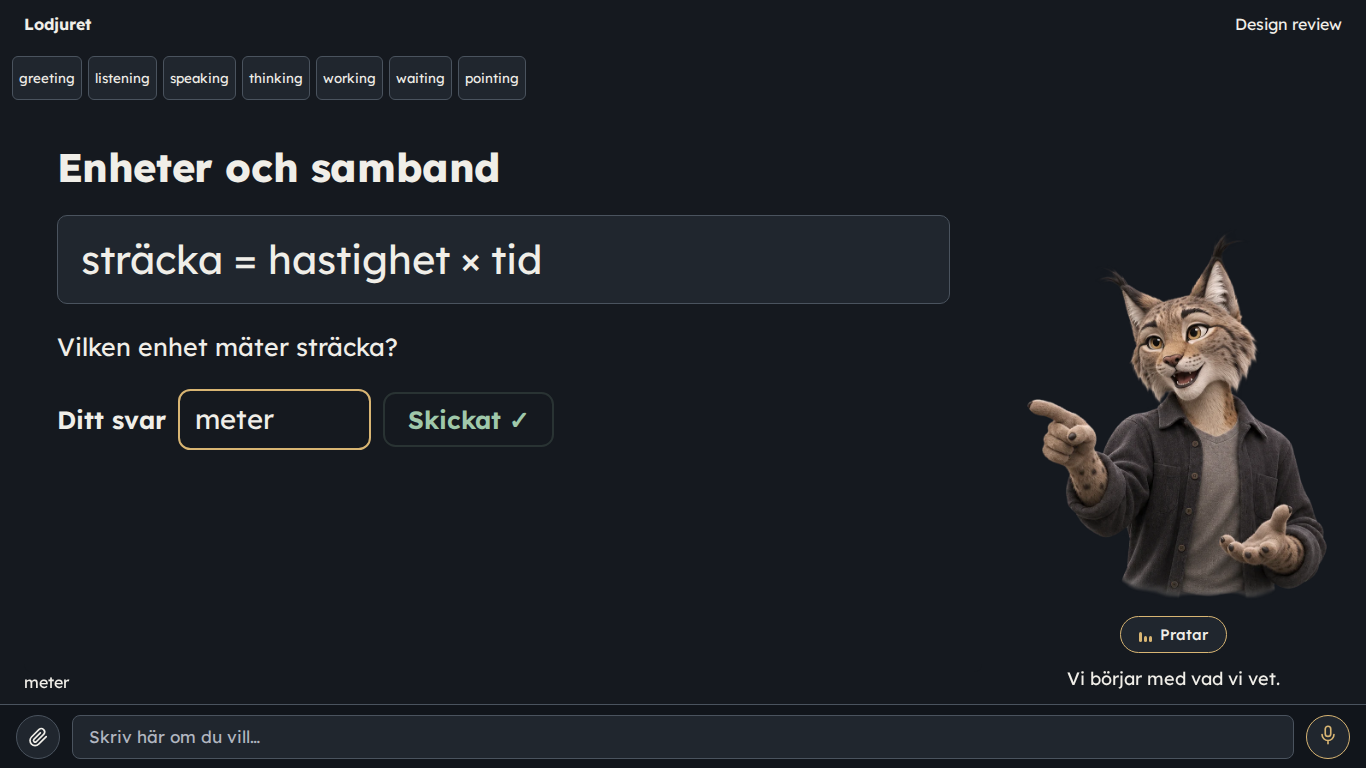 Lodjuret
Design review
greeting listening speaking thinking working waiting pointing
Enheter och samband
sträcka = hastighet × tid
Vilken enhet mäter sträcka?
Ditt svar meter Skickat ✓
Pratar
Vi börjar med vad vi vet.
meter
Skriv här om du vill…